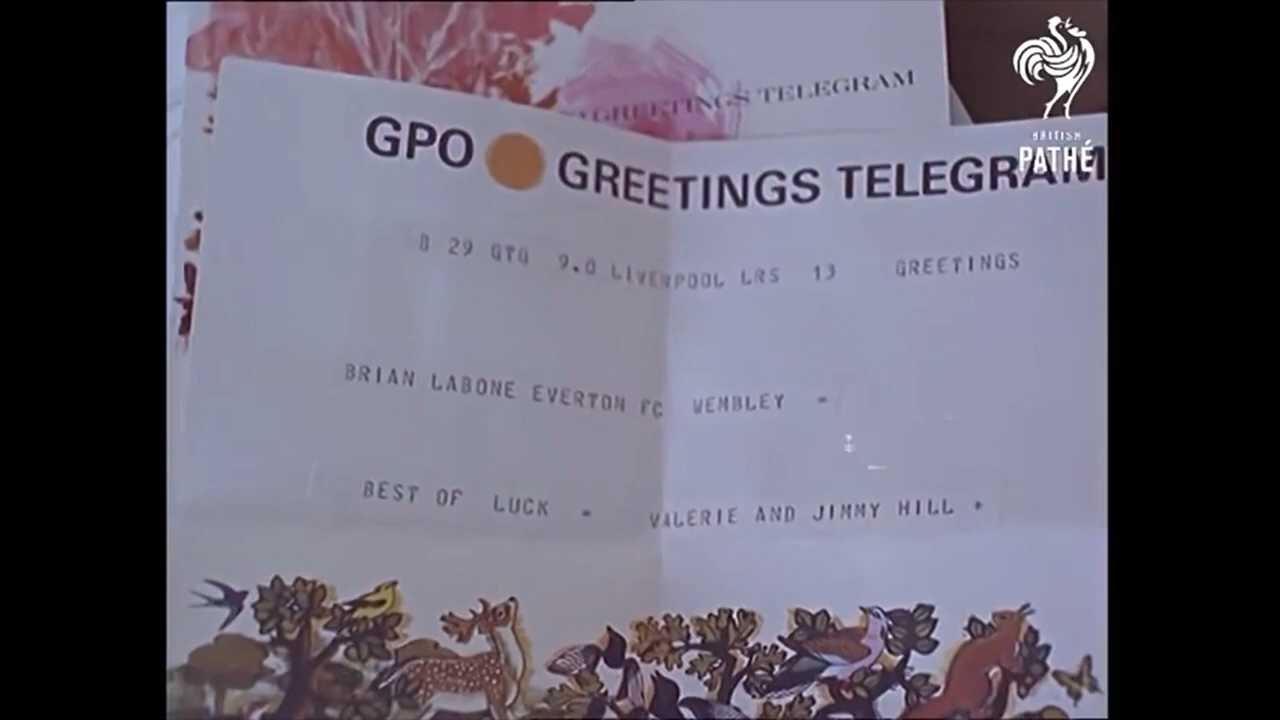 GREETINGS TELEGRAM
BRITISH
PATHÉ
GPO GREETINGS TELEGRAM
B 29 GTG 9.0 LIVERPOOL LRS 13 GREETINGS
BRIAN LABONE EVERTON FC WEMBLEY -
BEST OF LUCK - VALERIE AND JIMMY HILL +